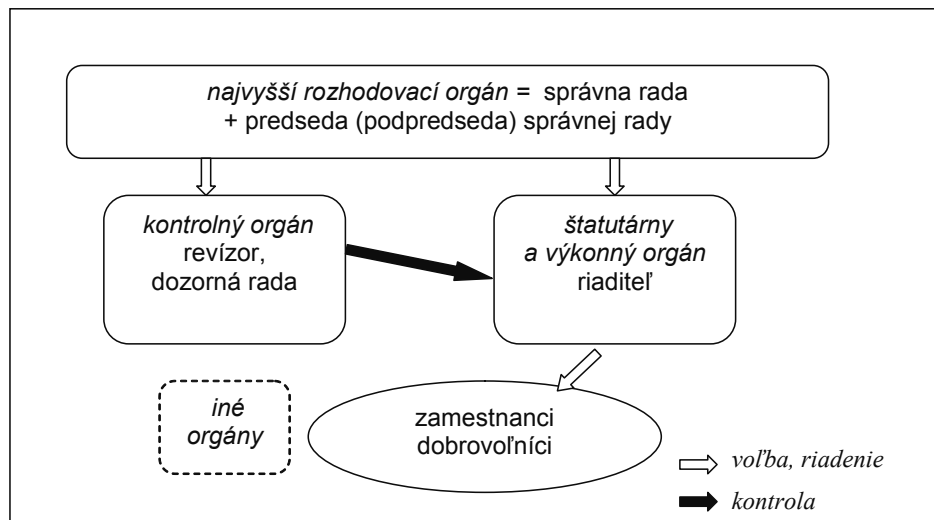 najvyšší rozhodovací orgán = správna rada
+ predseda (podpredseda) správnej rady
kontrolný orgán
revízor,
dozorná rada
štatutárny
a výkonný orgán
riaditeľ
iné
orgány
zamestnanci
dobrovoľníci
voľba, riadenie
kontrola